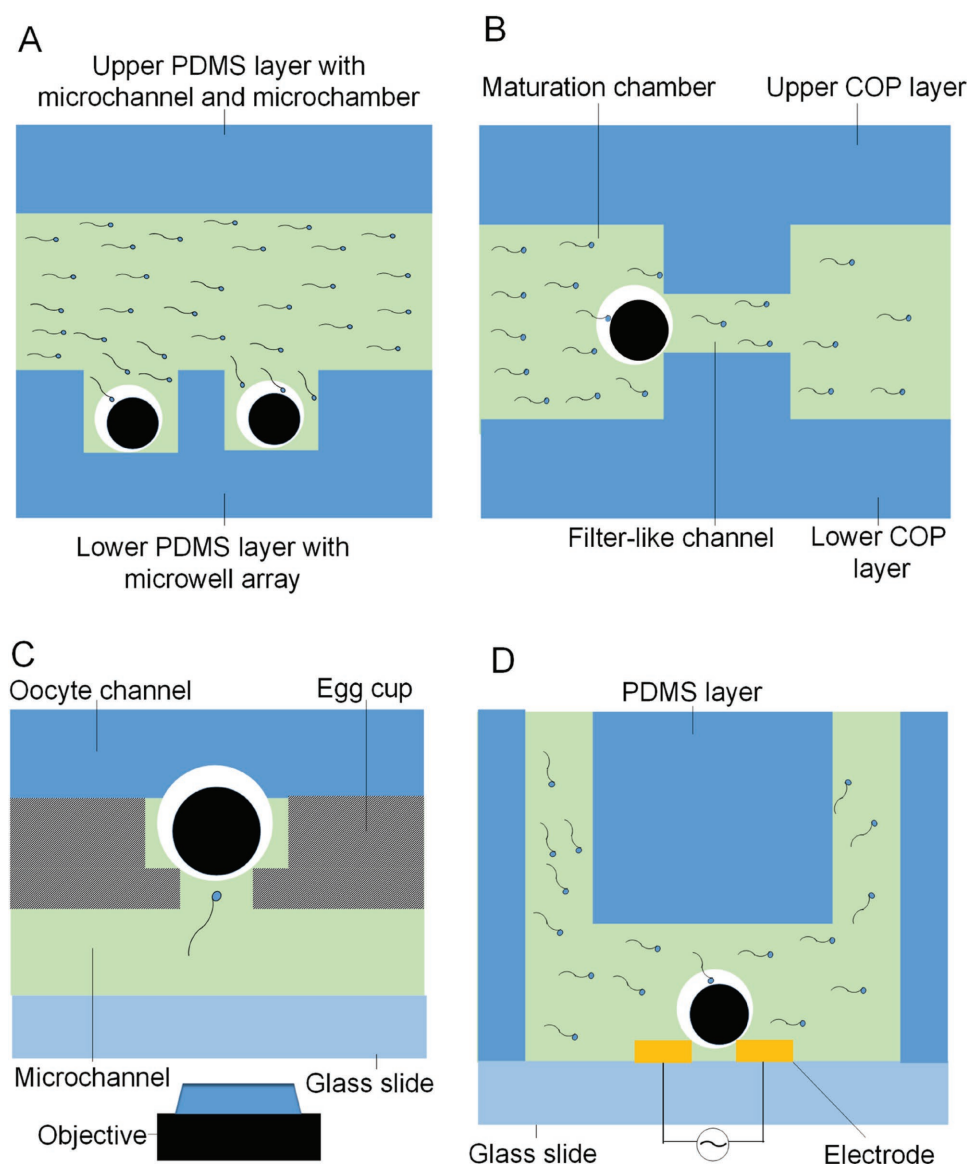 A
Upper PDMS layer with
microchannel and microchamber
Lower PDMS layer with
microwell array
B
Maturation chamber
Upper COP layer
Filter-like channel
Lower COP
layer
C
Oocyte channel
Egg cup
Microchannel
Glass slide
Objective
D
PDMS layer
Glass slide
Electrode